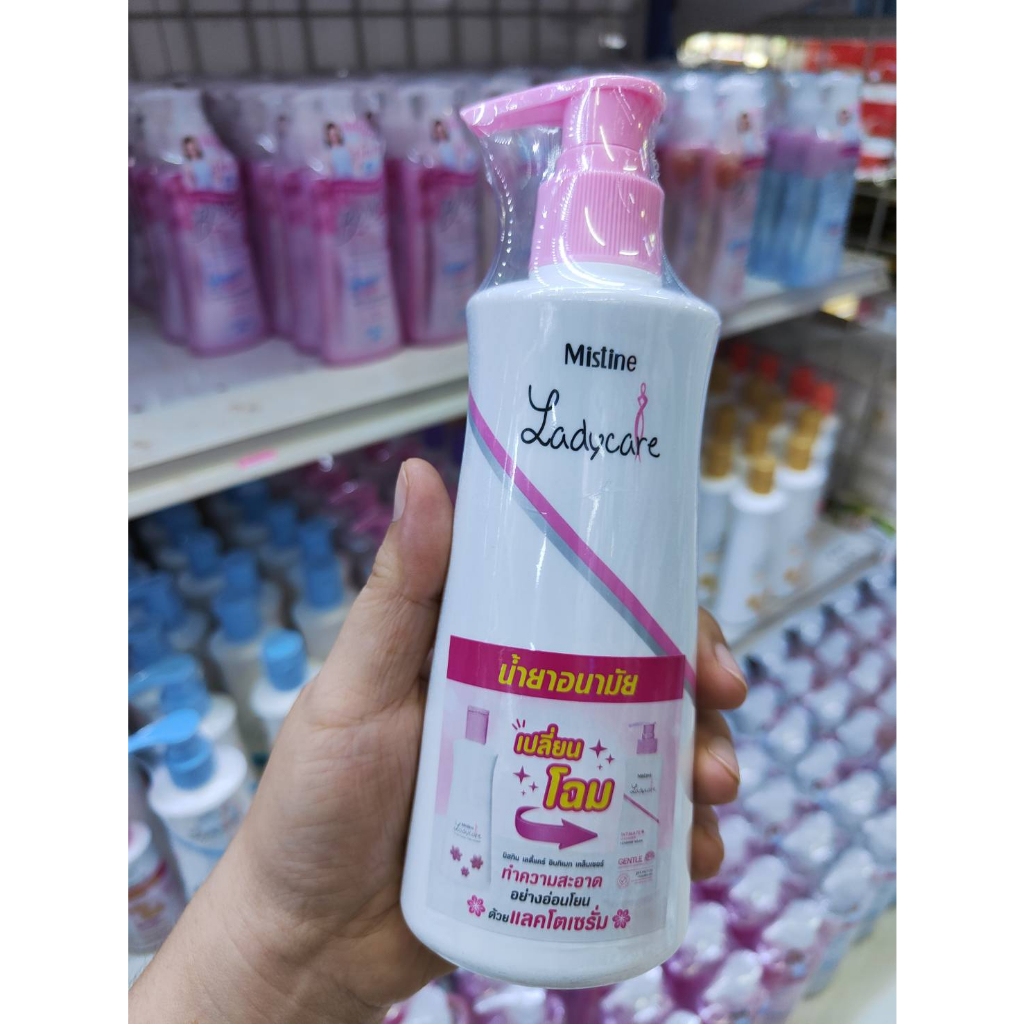 Mistine
Ladycare
น้ำยาอนามัย
เปลี่ยน
โฉม
GENTLE
มิสทิน เลดี้แคร์ อินทิเมท เคล็นเซอร์
ทำความสะอาด
อย่างอ่อนโยน
ด้วยแลคโตเซรั่ม